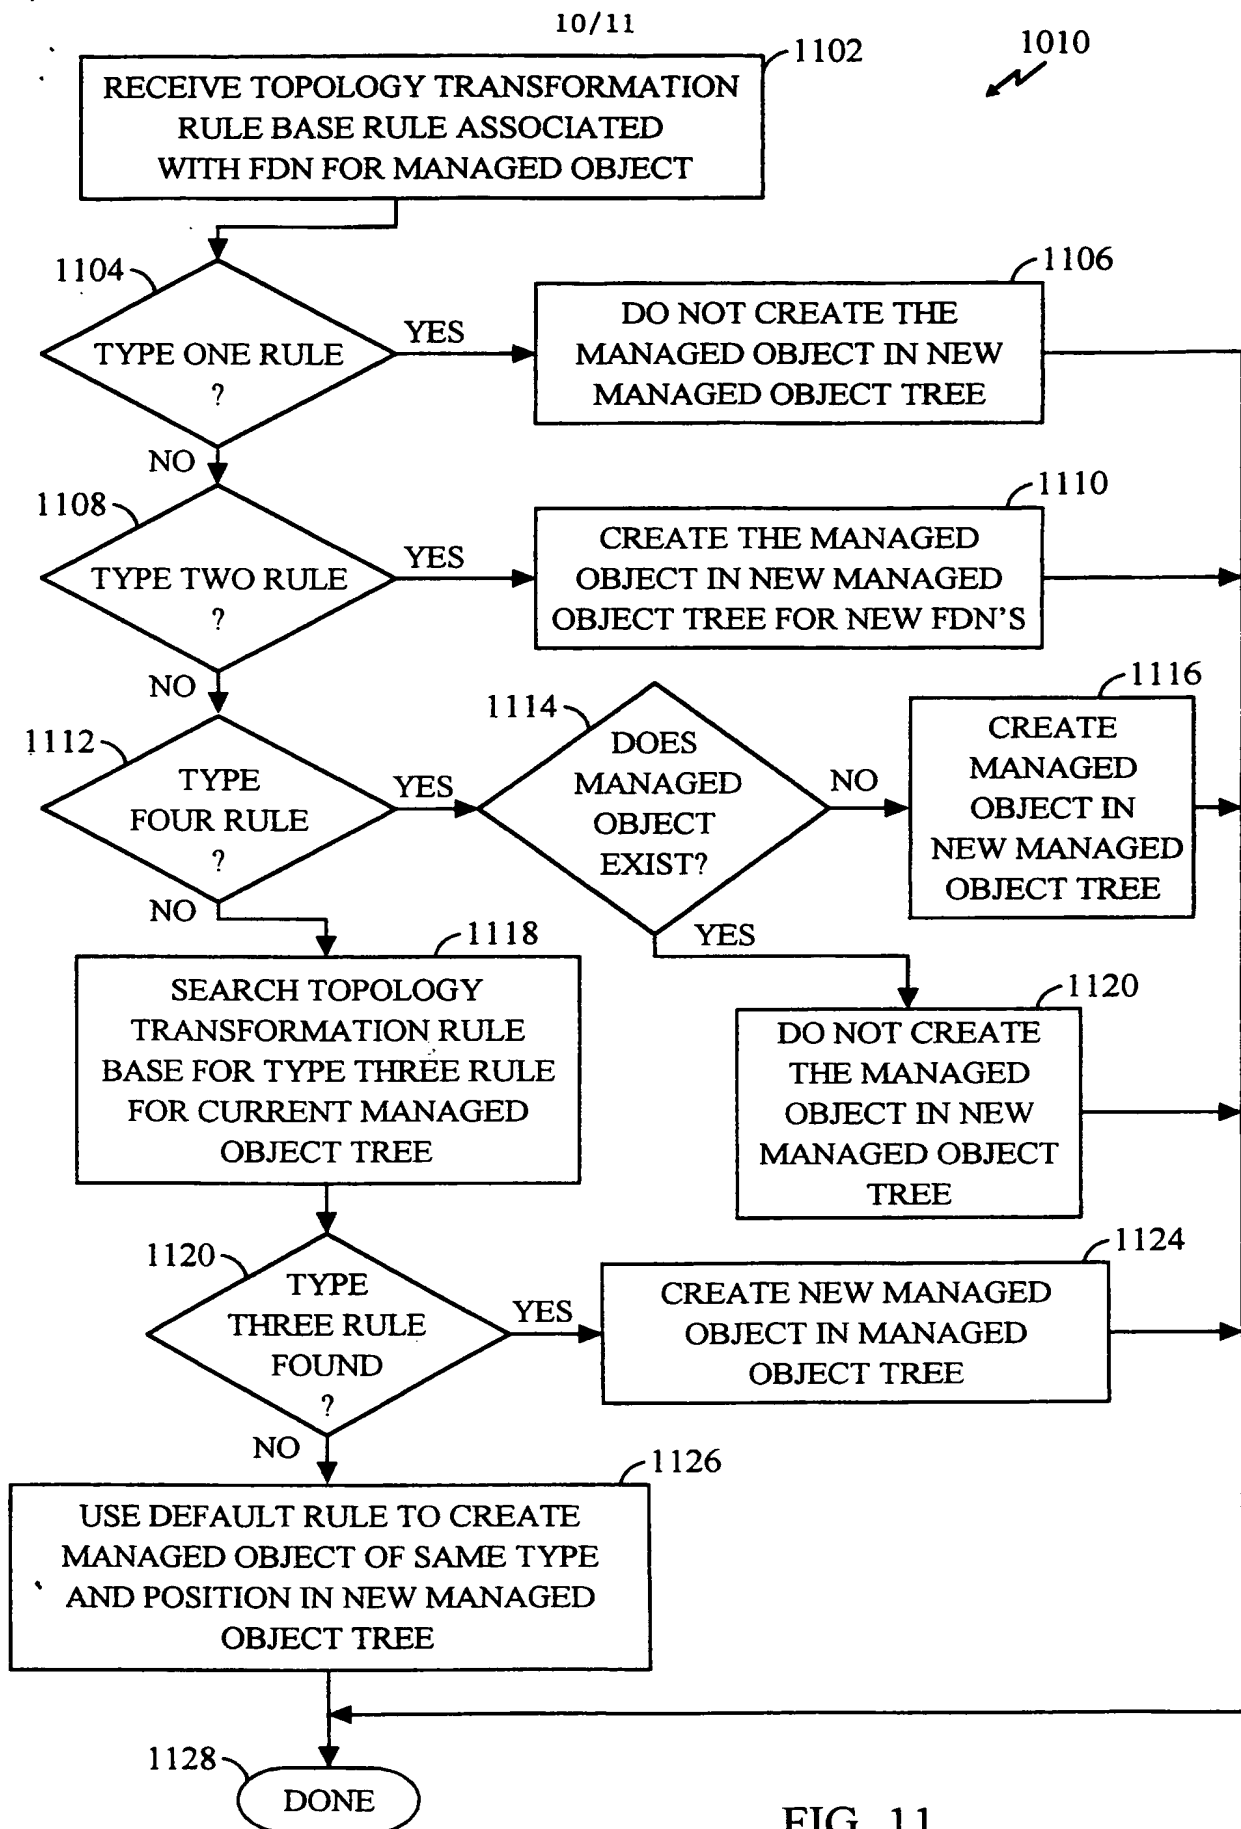 10/11
1102
1010
RECEIVE TOPOLOGY TRANSFORMATION
RULE BASE RULE ASSOCIATED
WITH FDN FOR MANAGED OBJECT
1104
TYPE ONE RULE
?
YES
1106
DO NOT CREATE THE
MANAGED OBJECT IN NEW
MANAGED OBJECT TREE
NO
1108
TYPE TWO RULE
?
YES
1110
CREATE THE MANAGED
OBJECT IN NEW MANAGED
OBJECT TREE FOR NEW FDN'S
NO
1112
TYPE
FOUR RULE
?
YES
1114
DOES
MANAGED
OBJECT
EXIST?
NO
1116
CREATE
MANAGED
OBJECT IN
NEW MANAGED
OBJECT TREE
NO
YES
1118
SEARCH TOPOLOGY
TRANSFORMATION RULE
BASE FOR TYPE THREE RULE
FOR CURRENT MANAGED
OBJECT TREE
1120
DO NOT CREATE
THE MANAGED
OBJECT IN NEW
MANAGED OBJECT
TREE
1120
TYPE
THREE RULE
FOUND
?
YES
1124
CREATE NEW MANAGED
OBJECT IN MANAGED
OBJECT TREE
NO
1126
USE DEFAULT RULE TO CREATE
MANAGED OBJECT OF SAME TYPE
AND POSITION IN NEW MANAGED
OBJECT TREE
1128
DONE
FIG. 11